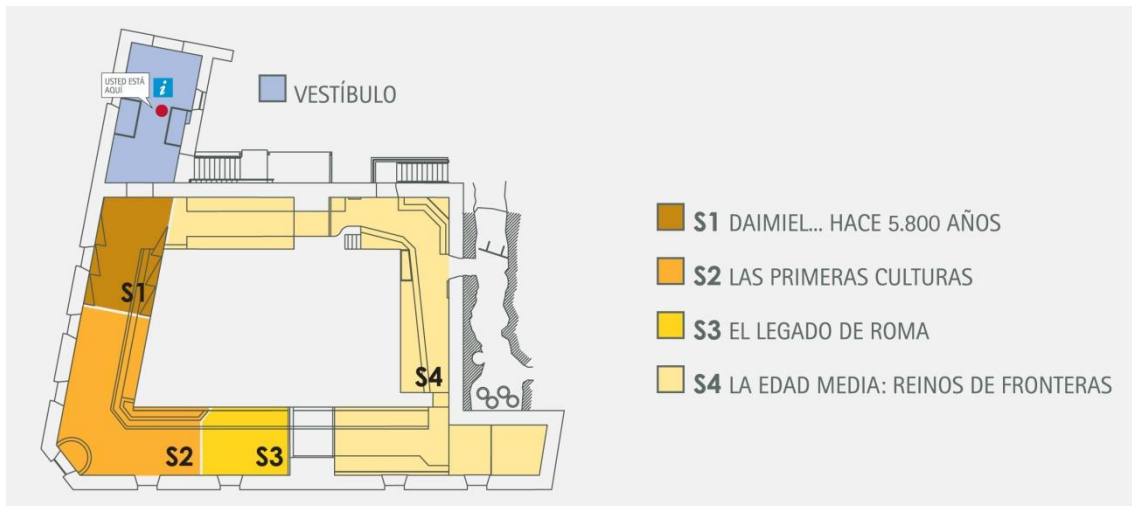 USTED ESTÁ
AQUÍ
i
VESTÍBULO
S1
S2
S3
S4
S1 DAIMIEL... HACE 5.800 AÑOS
S2 LAS PRIMERAS CULTURAS
S3 EL LEGADO DE ROMA
S4 LA EDAD MEDIA: REINOS DE FRONTERAS